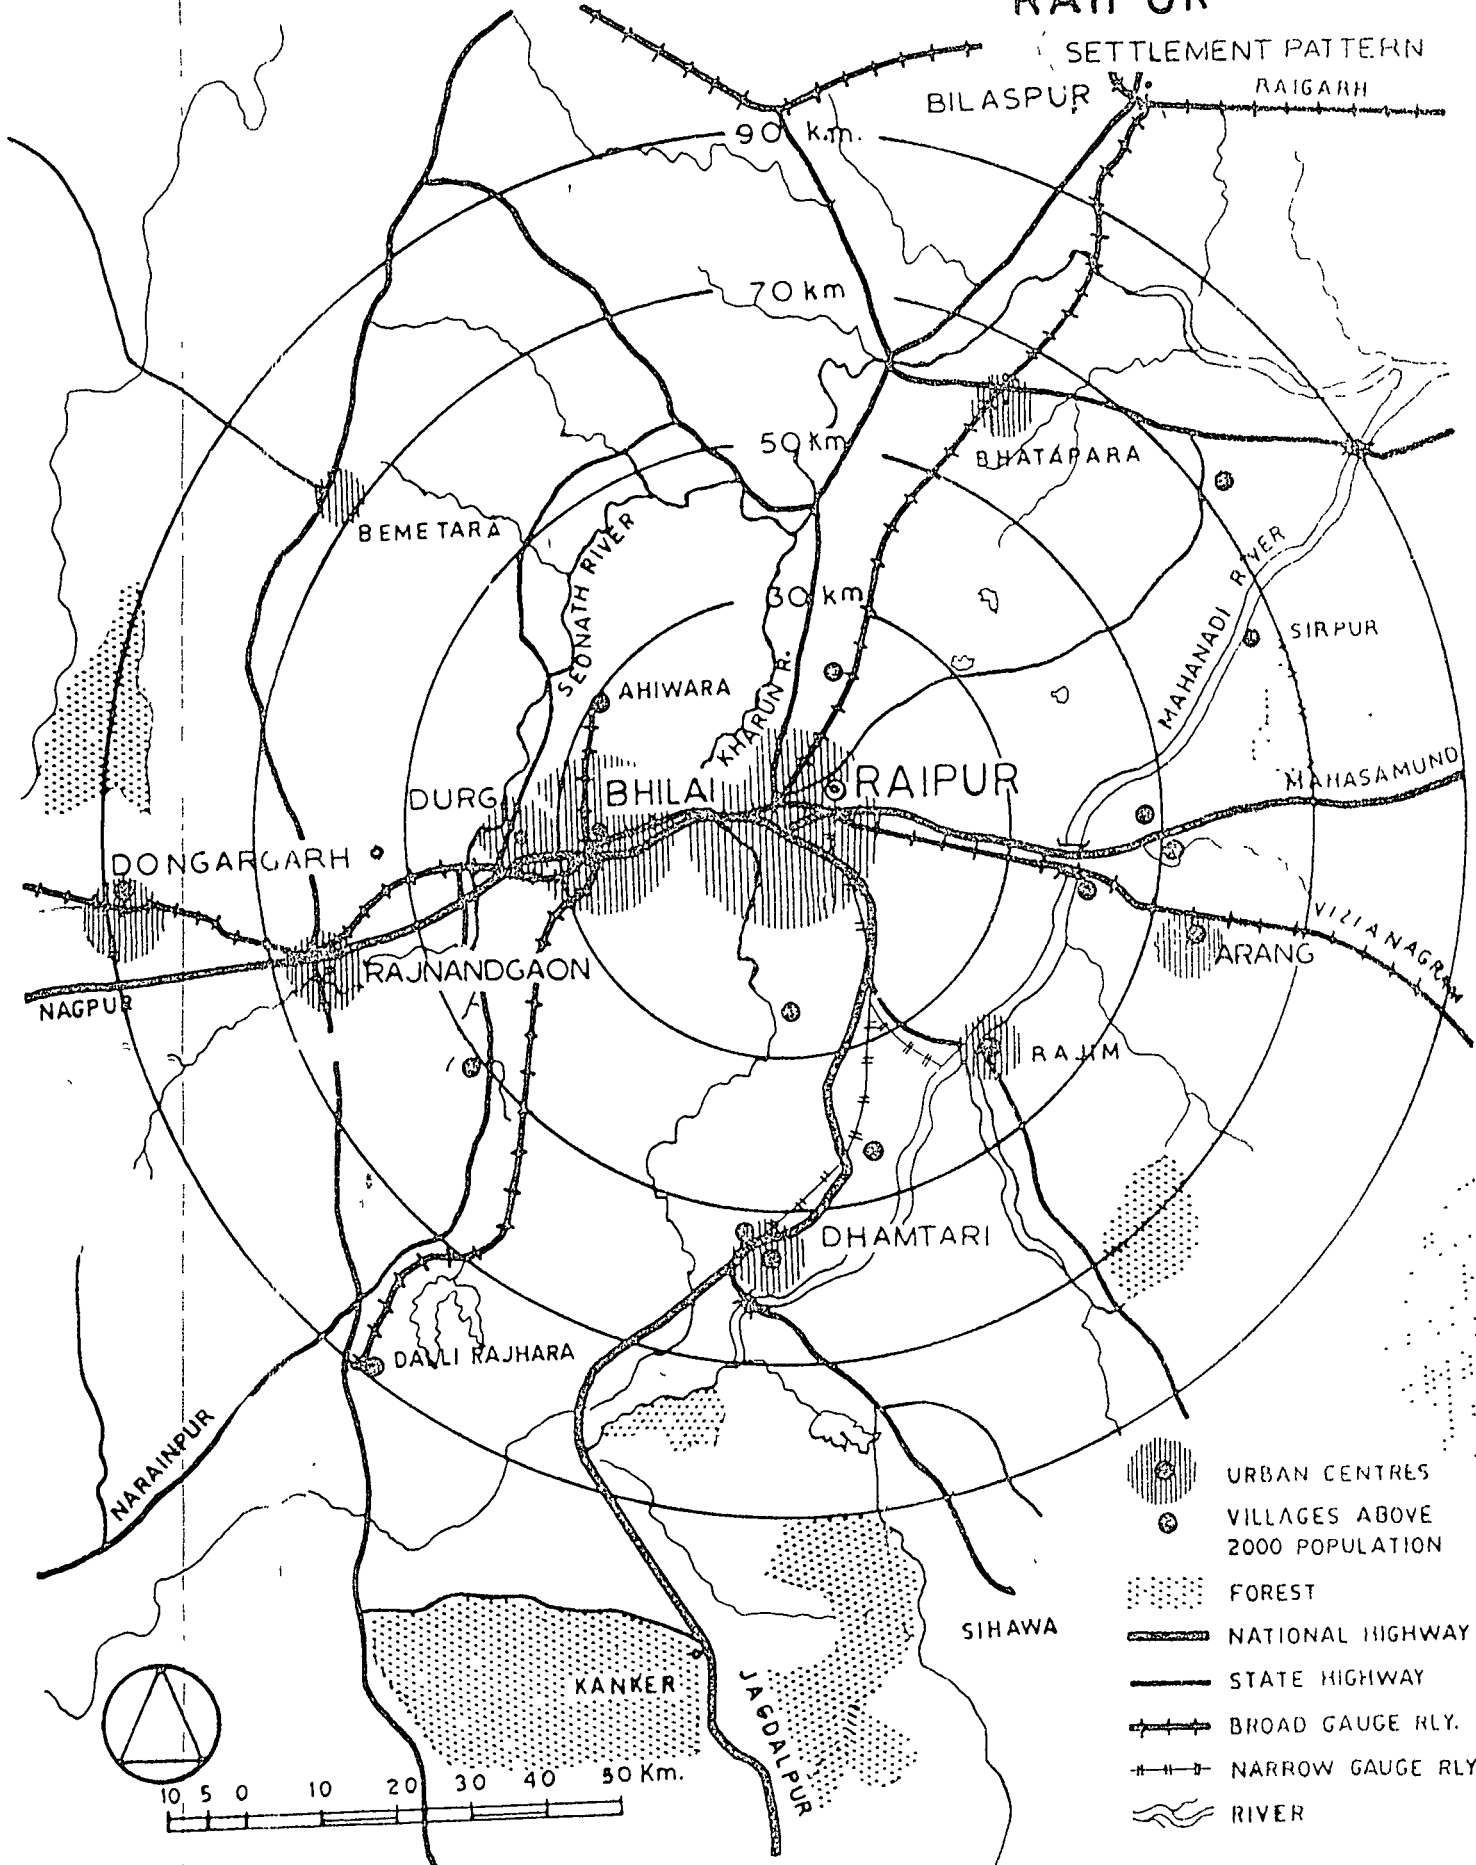 RAIPUR
SETTLEMENT PATTERN
BILASPUR
RAIGARH
90 k.m.
70 km
50 Km
BHATAPARA
BEMETARA
SEONATH RIVER
30 km
MAHANADI RIVER
SIRPUR
AHIWARA
KHARUN R.
DURG
BHILAI
RAIPUR
MAHASAMUND
DONGARGARH
VIZIANAGRAM
ARANG
RAJNANDGAON
NAGPUR
RAJIM
DHAMTARI
DALLI RAJHARA
NARAINPUR
URBAN CENTRES
VILLAGES ABOVE
2000 POPULATION
FOREST
SIHAWA
NATIONAL HIGHWAY
KANKER
JAGDALPUR
STATE HIGHWAY
BROAD GAUGE RLY.
NARROW GAUGE RLY
RIVER
10 5 0 10 20 30 40 50 Km.